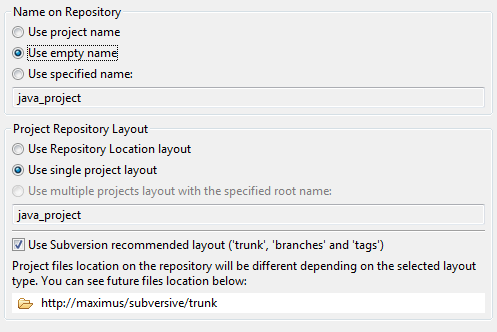 Name on Repository
Use project name
Use empty name
Use specified name:
java_project
Project Repository Layout
Use Repository Location layout
Use single project layout
Use multiple projects layout with the specified root name:
java_project
Use Subversion recommended layout ('trunk', 'branches' and 'tags')
Project files location on the repository will be different depending on the selected layout
type. You can see future files location below:
http://maximus/subversive/trunk